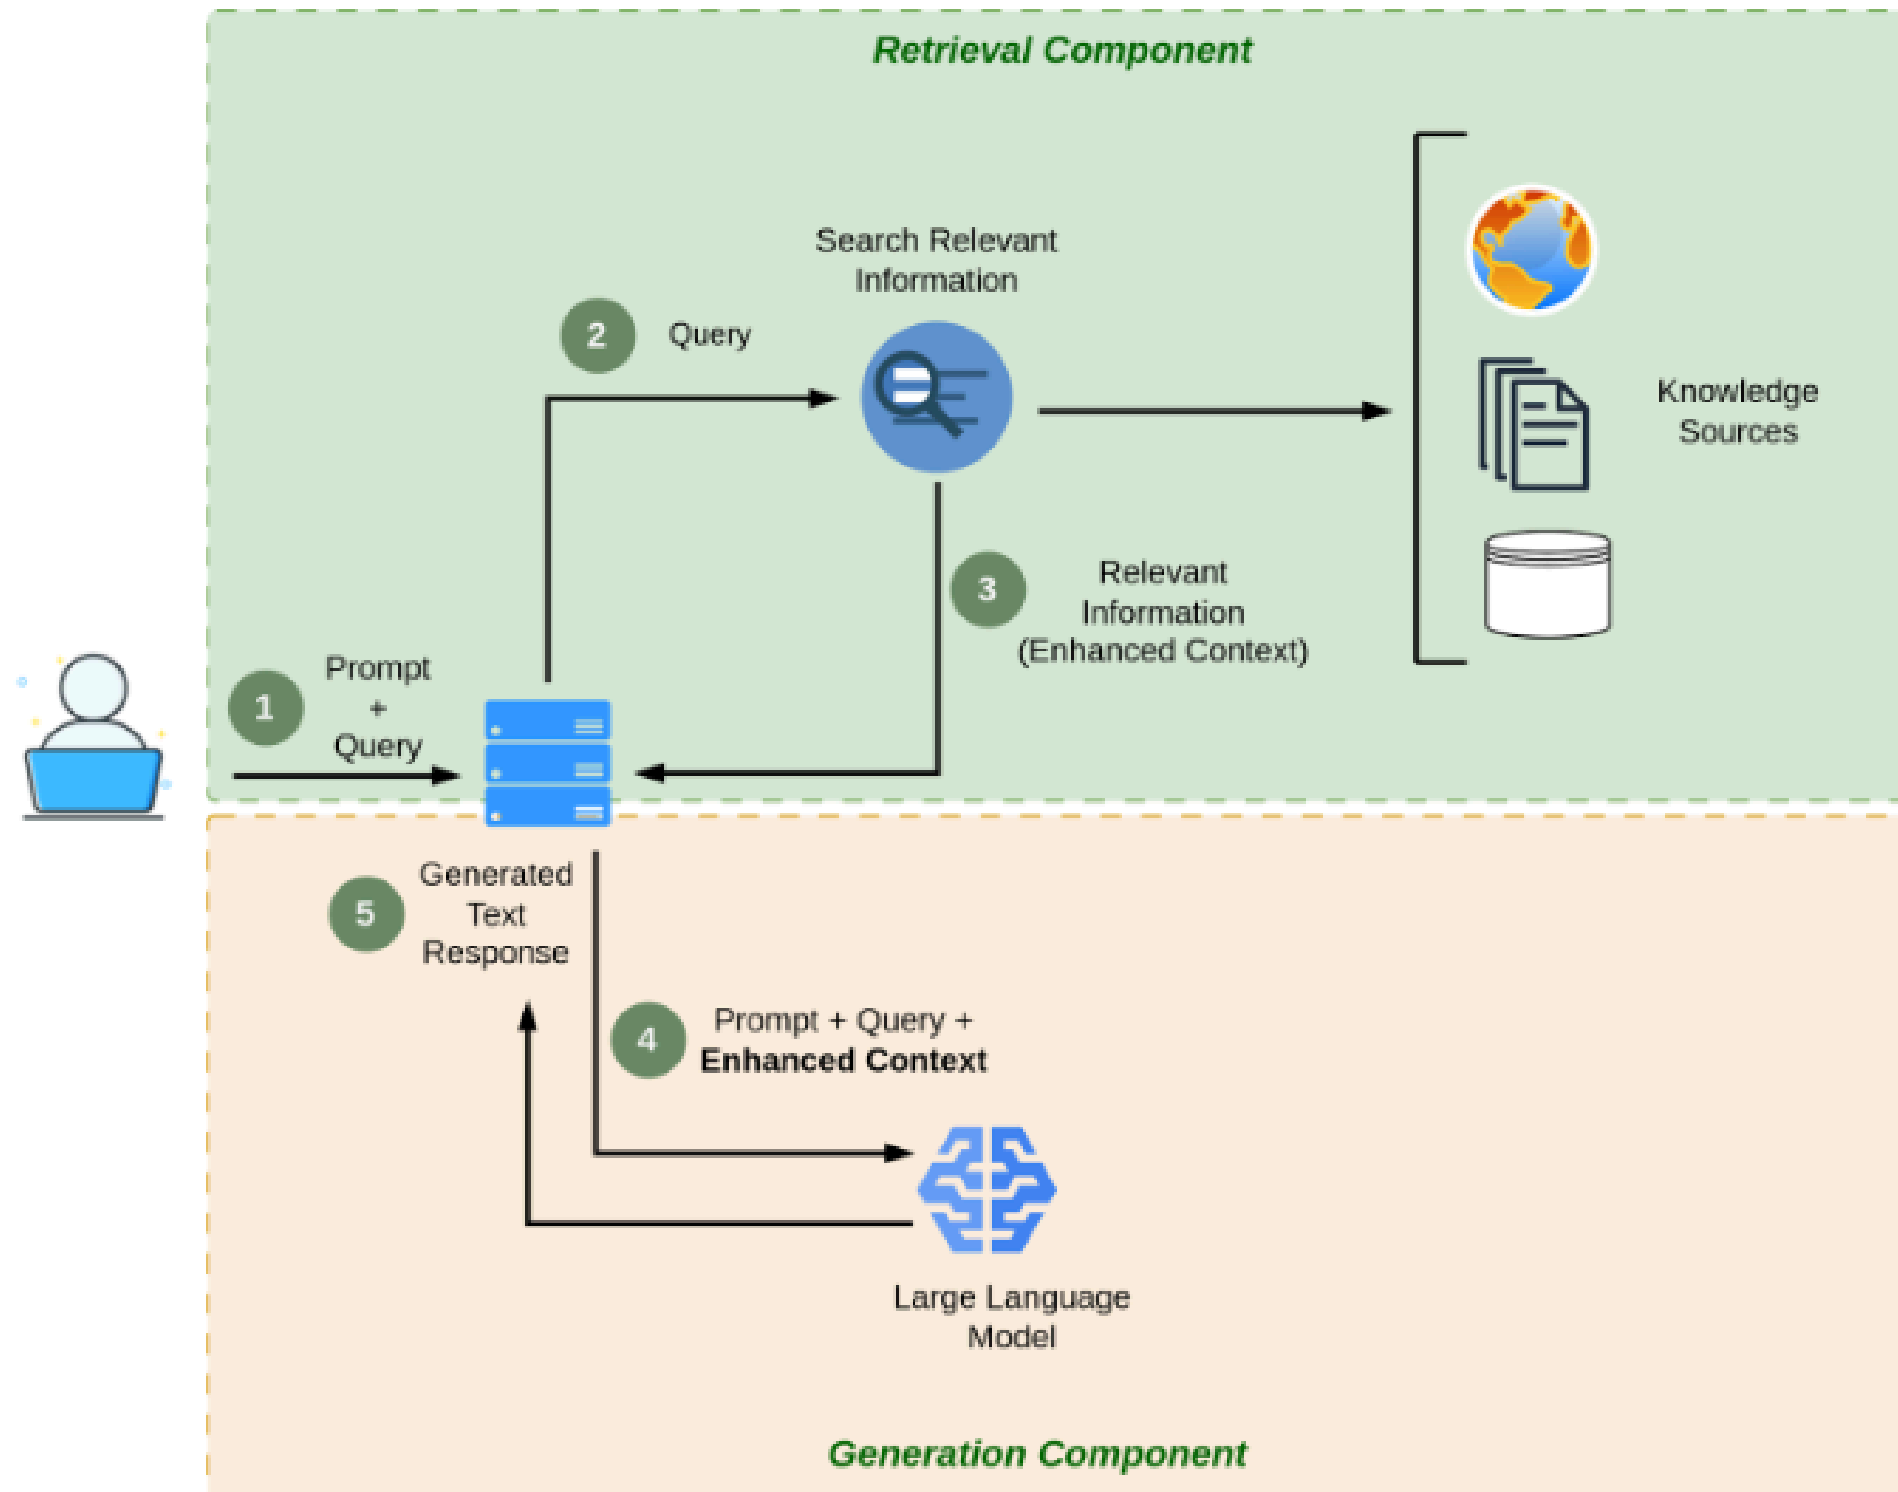 Retrieval Component
Search Relevant
Information
2
Query
Knowledge
Sources
3
Relevant
Information
(Enhanced Context)
1
Prompt
+
Query
5
Generated
Text
Response
4
Prompt + Query +
Enhanced Context
Large Language
Model
Generation Component